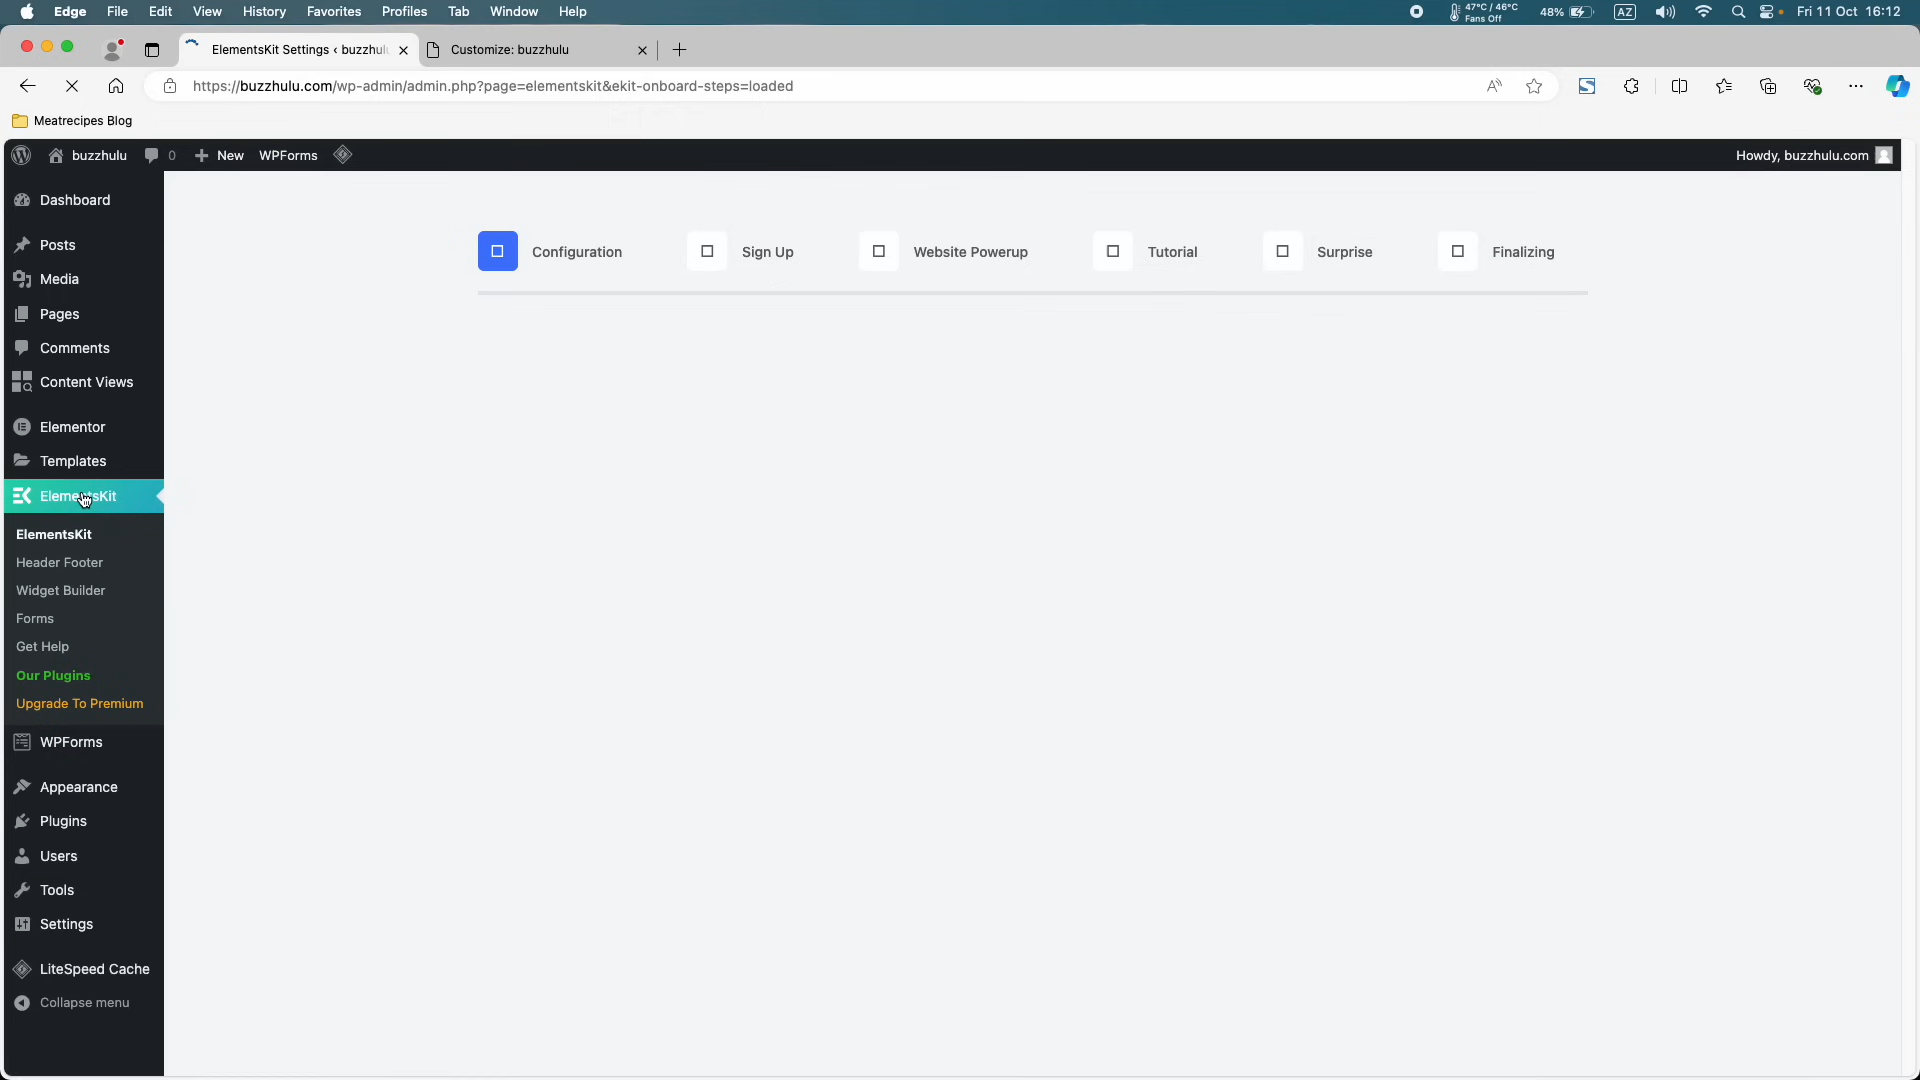 Edge File Edit View History Favorites Profiles Tab Window Help
47°C / 46°C
Fans Off
48%
AZ
Fri 11 Oct 16:12
ElementsKit Settings ‹ buzzhulu
Customize: buzzhulu
https://buzzhulu.com/wp-admin/admin.php?page=elementskit&ekit-onboard-steps=loaded
Meatrecipes Blog
buzzhulu 0 New WPForms
Howdy, buzzhulu.com
Dashboard
Posts
Media
Pages
Comments
Content Views
Elementor
Templates
ElementsKit
ElementsKit
Header Footer
Widget Builder
Forms
Get Help
Our Plugins
Upgrade To Premium
WPForms
Appearance
Plugins
Users
Tools
Settings
LiteSpeed Cache
Collapse menu
Configuration Sign Up Website Powerup Tutorial Surprise Finalizing